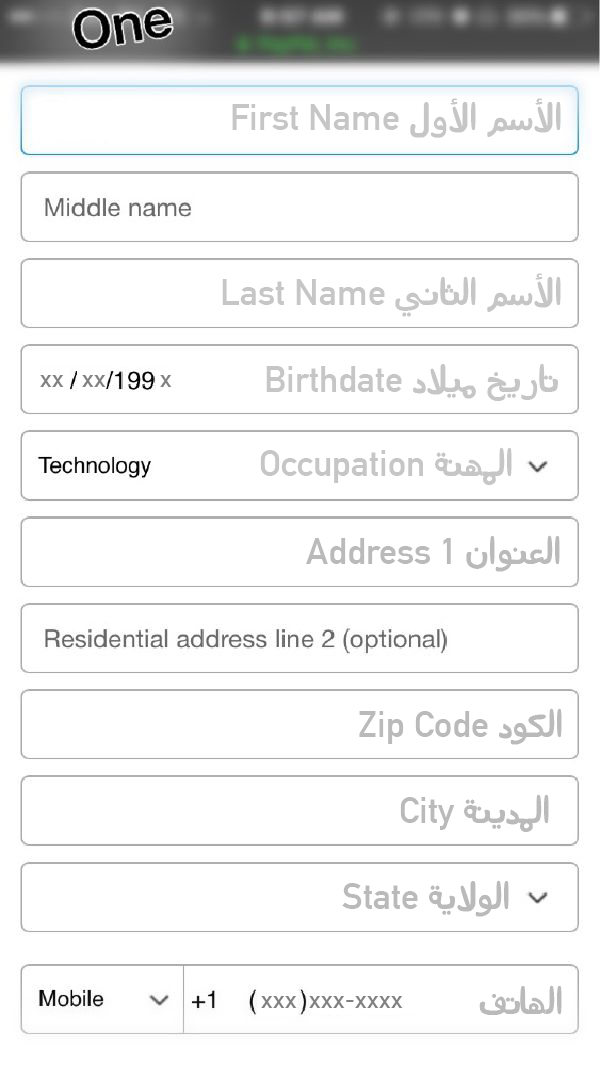 One
First Name الأسم الأول
Middle name
Last Name الأسم الثاني
xx / xx/199 x Birthdate تاريخ ميلاد
Technology Occupation المهنة
Address 1 العنوان
Residential address line 2 (optional)
Zip Code الكود
City المدينة
State الولاية
Mobile +1 (xxx)xxx-xxxx الهاتف